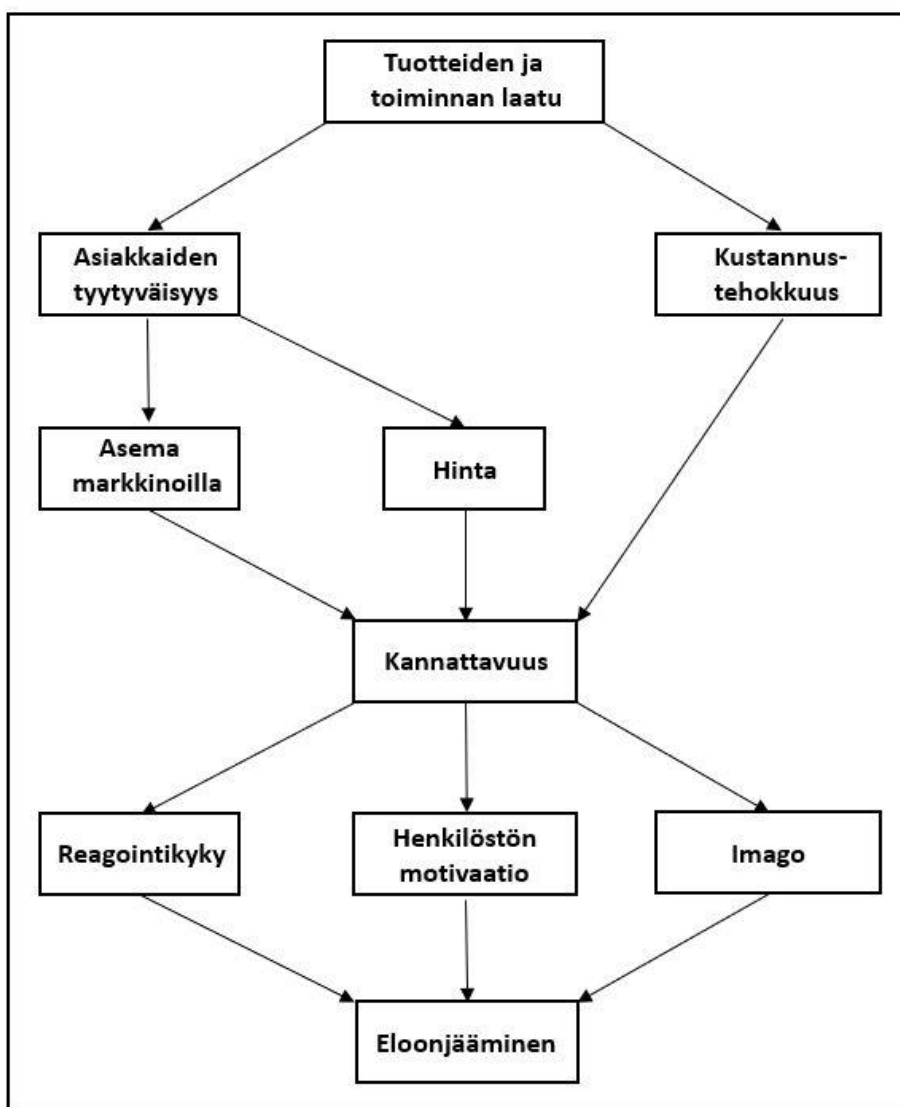 Tuotteiden ja
toiminnan laatu
Asiakkaiden
tyytyväisyys
Kustannus-
tehokkuus
Asema
markkinoilla
Hinta
Kannattavuus
Reagointikyky
Henkilöstön
motivaatio
Imago
Eloonjääminen